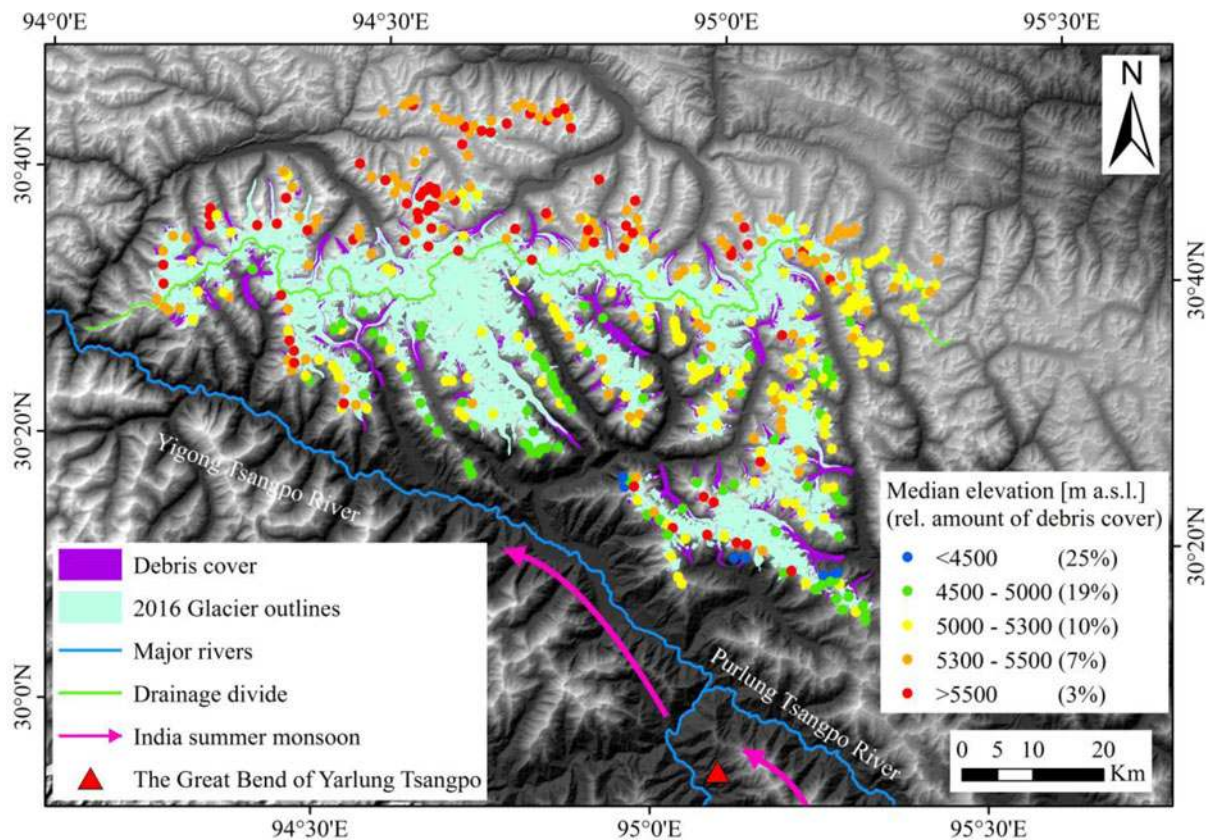 94°0'E 94°30'E 95°0'E 95°30'E
N
30°40'N
30°40'N
30°20'N
30°20'N
30°0'N
Yigong Tsangpo River
Purlung Tsangpo River
Debris cover
2016 Glacier outlines
Major rivers
Drainage divide
India summer monsoon
The Great Bend of Yarlung Tsangpo
Median elevation [m a.s.l.]
(rel. amount of debris cover)
<4500 (25%)
4500 - 5000 (19%)
5000 - 5300 (10%)
5300 - 5500 (7%)
>5500 (3%)
0 5 10 20
Km
94°30'E 95°0'E 95°30'E